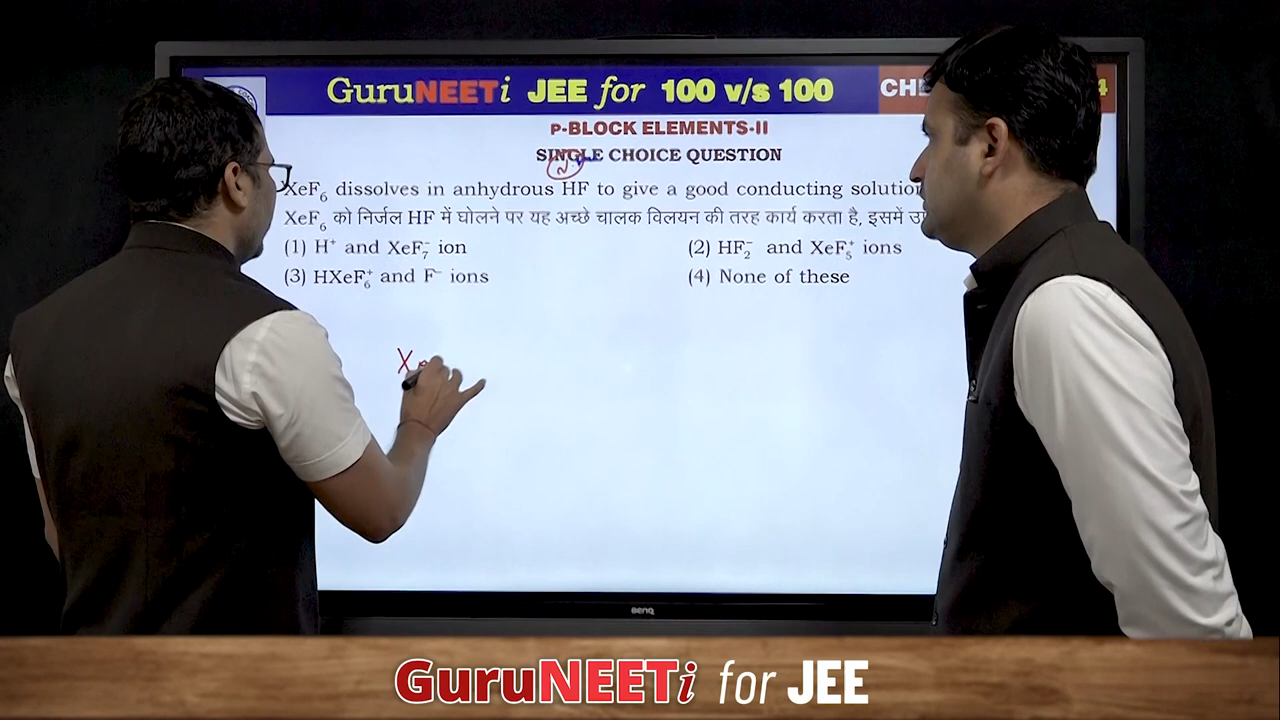 GuruNEETi JEE for 100 v/s 100
P-BLOCK ELEMENTS-II
SINGLE CHOICE QUESTION
XeF₆ dissolves in anhydrous HF to give a good conducting
XeF₆ को निर्जल HF में घोलने पर यह अच्छे चालक विलयन की तरह कार्य करता है, इसमें
(1) H⁺ and XeF₇⁻ ion (2) HF₂⁻ and XeF₅⁺ ions
(3) HXeF₆⁺ and F⁻ ions (4) None of these
BENQ
GuruNEETi for JEE